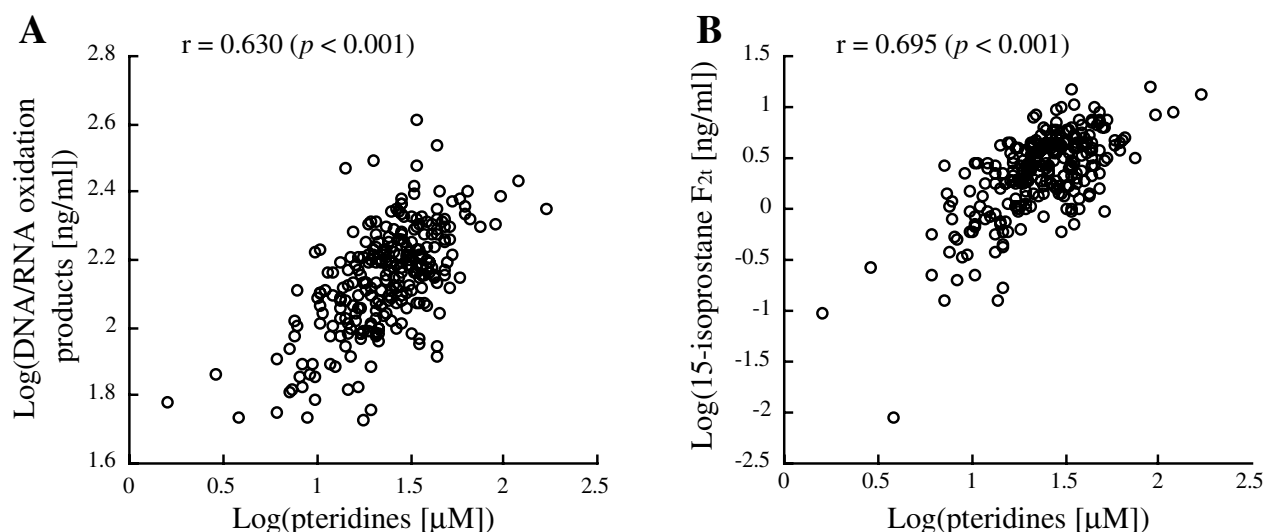 A
r = 0.630 (p < 0.001)
Log(DNA/RNA oxidation
products [ng/ml])
2.8
2.6
2.4
2.2
2
1.8
1.6
0 0.5 1 1.5 2 2.5
Log(pteridines [μM])
B
r = 0.695 (p < 0.001)
Log(15-isoprostane F2t [ng/ml])
1.5
1
0.5
0
-0.5
-1
-1.5
-2
-2.5
0 0.5 1 1.5 2 2.5
Log(pteridines [μM])